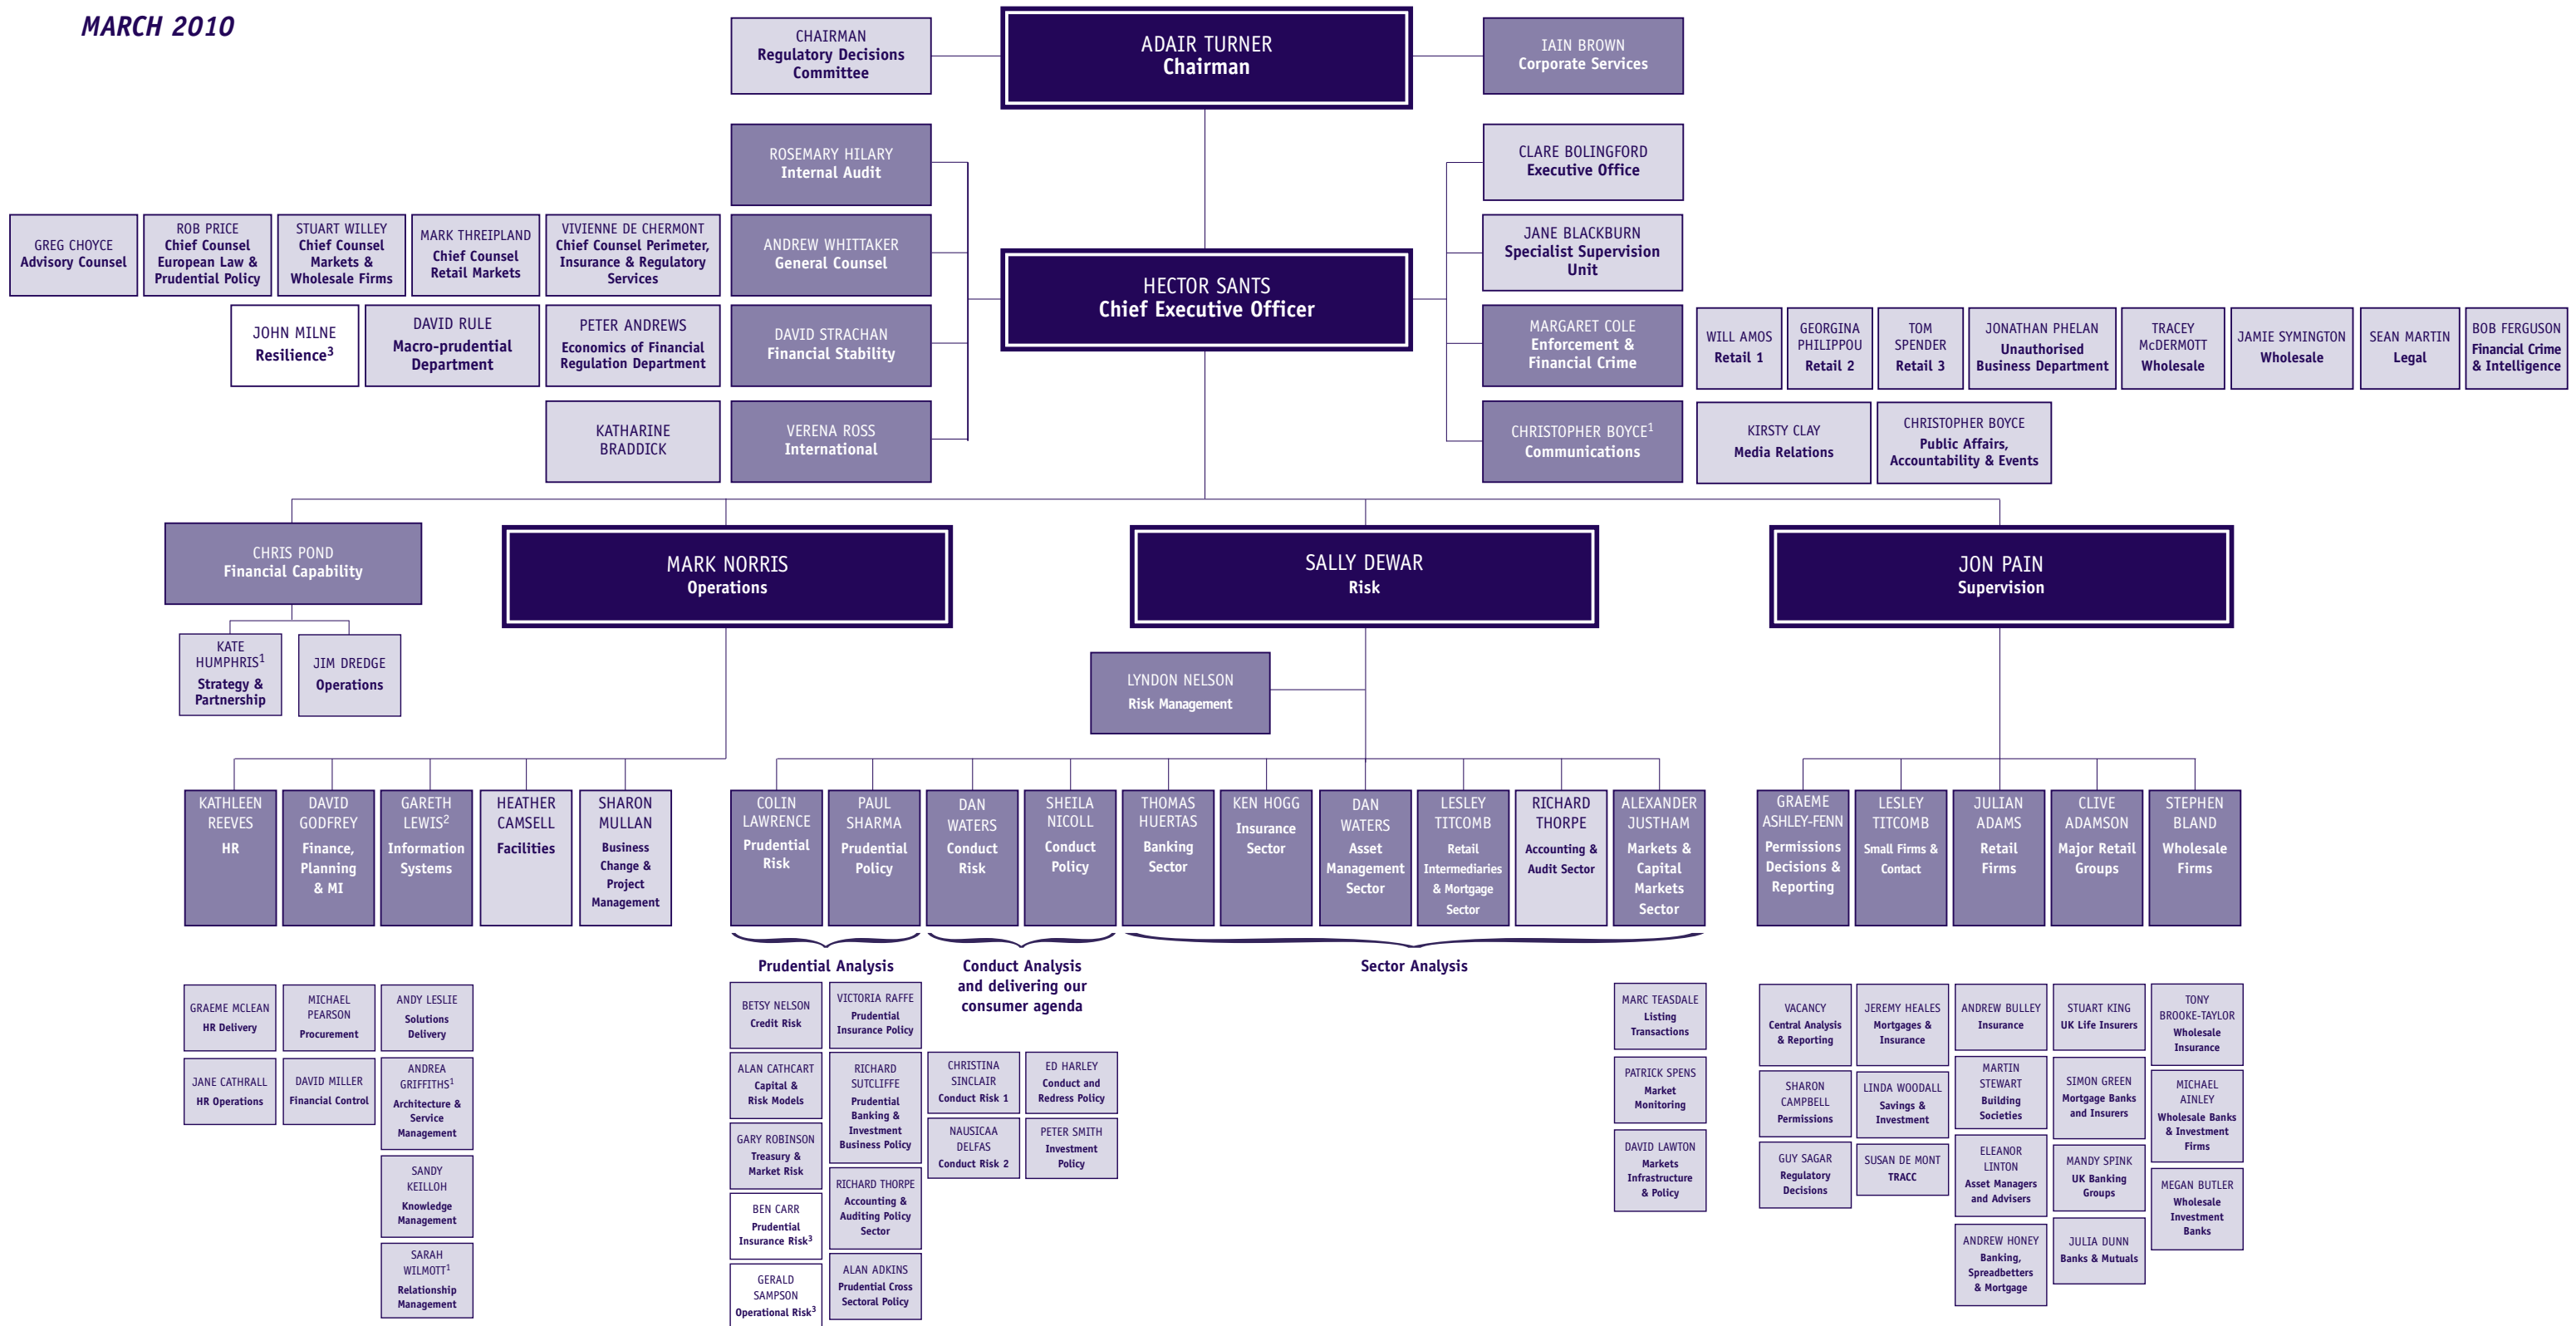 MARCH 2010
CHAIRMAN
Regulatory Decisions
Committee
ADAIR TURNER
Chairman
IAIN BROWN
Corporate Services
ROSEMARY HILARY
Internal Audit
CLARE BOLINGFORD
Executive Office
GREG CHOYCE
Advisory Counsel
ROB PRICE
Chief Counsel
European Law &
Prudential Policy
STUART WILLEY
Chief Counsel
Markets &
Wholesale Firms
MARK THREIPLAND
Chief Counsel
Retail Markets
VIVIENNE DE CHERMONT
Chief Counsel Perimeter,
Insurance & Regulatory
Services
ANDREW WHITTAKER
General Counsel
HECTOR SANTS
Chief Executive Officer
JANE BLACKBURN
Specialist Supervision
Unit
JOHN MILNE
Resilience3
DAVID RULE
Macro-prudential
Department
PETER ANDREWS
Economics of Financial
Regulation Department
DAVID STRACHAN
Financial Stability
MARGARET COLE
Enforcement &
Financial Crime
WILL AMOS
Retail 1
GEORGINA
PHILIPPOU
Retail 2
TOM
SPENDER
Retail 3
JONATHAN PHELAN
Unauthorised
Business Department
TRACEY
McDERMOTT
Wholesale
JAMIE SYMINGTON
Wholesale
SEAN MARTIN
Legal
BOB FERGUSON
Financial Crime
& Intelligence
KATHARINE
BRADDICK
VERENA ROSS
International
CHRISTOPHER BOYCE1
Communications
KIRSTY CLAY
Media Relations
CHRISTOPHER BOYCE
Public Affairs,
Accountability & Events
CHRIS POND
Financial Capability
MARK NORRIS
Operations
SALLY DEWAR
Risk
JON PAIN
Supervision
KATE
HUMPHRIS1
Strategy &
Partnership
JIM DREDGE
Operations
LYNDON NELSON
Risk Management
KATHLEEN
REEVES
HR
DAVID
GODFREY
Finance,
Planning
& MI
GARETH
LEWIS2
Information
Systems
HEATHER
CAMSELL
Facilities
SHARON
MULLAN
Business
Change &
Project
Management
COLIN
LAWRENCE
Prudential
Risk
PAUL
SHARMA
Prudential
Policy
DAN
WATERS
Conduct
Risk
SHEILA
NICOLL
Conduct
Policy
THOMAS
HUERTAS
Banking
Sector
KEN HOGG
Insurance
Sector
DAN
WATERS
Asset
Management
Sector
LESLEY
TITCOMB
Retail
Intermediaries
& Mortgage
Sector
RICHARD
THORPE
Accounting &
Audit Sector
ALEXANDER
JUSTHAM
Markets &
Capital
Markets
Sector
GRAEME
ASHLEY-FENN
Permissions
Decisions &
Reporting
LESLEY
TITCOMB
Small Firms &
Contact
JULIAN
ADAMS
Retail
Firms
CLIVE
ADAMSON
Major Retail
Groups
STEPHEN
BLAND
Wholesale
Firms
Prudential Analysis
Conduct Analysis
and delivering our
consumer agenda
Sector Analysis
GRAEME MCLEAN
HR Delivery
JANE CATHRALL
HR Operations
MICHAEL
PEARSON
Procurement
DAVID MILLER
Financial Control
ANDY LESLIE
Solutions
Delivery
ANDREA
GRIFFITHS1
Architecture &
Service
Management
SANDY
KEILLOH
Knowledge
Management
SARAH
WILMOTT1
Relationship
Management
BETSY NELSON
Credit Risk
ALAN CATHCART
Capital &
Risk Models
GARY ROBINSON
Treasury &
Market Risk
BEN CARR
Prudential
Insurance Risk3
GERALD
SAMPSON
Operational Risk3
VICTORIA RAFFE
Prudential
Insurance Policy
RICHARD
SUTCLIFFE
Prudential
Banking &
Investment
Business Policy
RICHARD THORPE
Accounting &
Auditing Policy
Sector
ALAN ADKINS
Prudential Cross
Sectoral Policy
CHRISTINA
SINCLAIR
Conduct Risk 1
NAUSICAA
DELFAS
Conduct Risk 2
ED HARLEY
Conduct and
Redress Policy
PETER SMITH
Investment
Policy
MARC TEASDALE
Listing
Transactions
PATRICK SPENS
Market
Monitoring
DAVID LAWTON
Markets
Infrastructure
& Policy
VACANCY
Central Analysis
& Reporting
SHARON
CAMPBELL
Permissions
GUY SAGAR
Regulatory
Decisions
JEREMY HEALES
Mortgages &
Insurance
LINDA WOODALL
Savings &
Investment
SUSAN DE MONT
TRACC
ANDREW BULLEY
Insurance
MARTIN
STEWART
Building
Societies
ELEANOR
LINTON
Asset Managers
and Advisers
ANDREW HONEY
Banking,
Spreadbetters
& Mortgage
STUART KING
UK Life Insurers
SIMON GREEN
Mortgage Banks
and Insurers
MANDY SPINK
UK Banking
Groups
JULIA DUNN
Banks & Mutuals
TONY
BROOKE-TAYLOR
Wholesale
Insurance
MICHAEL
AINLEY
Wholesale Banks
& Investment
Firms
MEGAN BUTLER
Wholesale
Investment
Banks